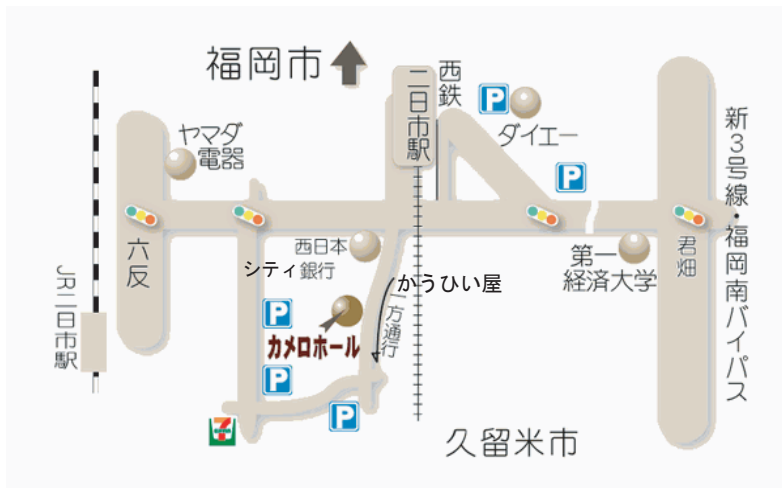 福岡市
西鉄
二日市駅
P
ダイエー
ヤマダ
電器
P
新3号線・福岡南バイパス
六反
西日本
シティ銀行
第一
経済大学
君畑
JR二日市駅
かうひい屋
一方通行
P
カメロホール
P
P
7
ELEVEN
久留米市